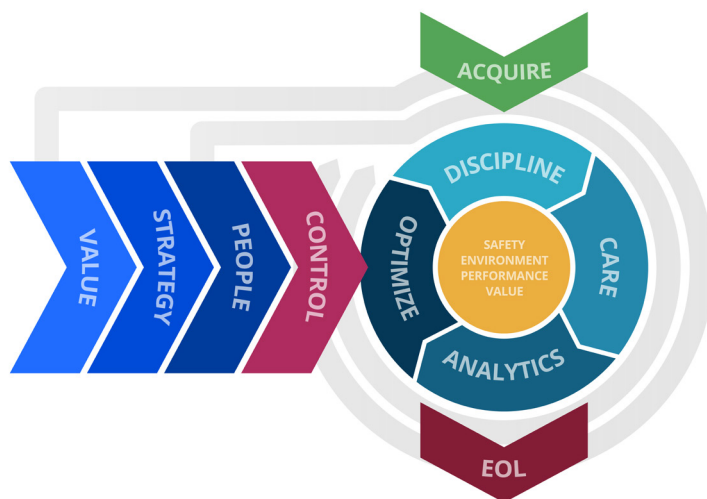 ACQUIRE
VALUE
STRATEGY
PEOPLE
CONTROL
DISCIPLINE
CARE
ANALYTICS
OPTIMIZE
SAFETY
ENVIRONMENT
PERFORMANCE
VALUE
EOL